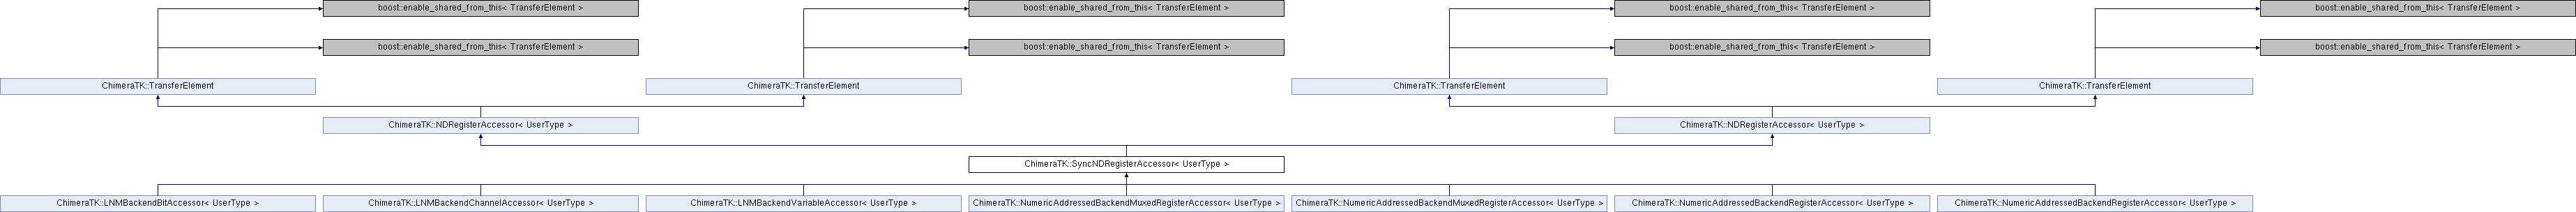 boost::enable_shared_from_this< TransferElement >
boost::enable_shared_from_this< TransferElement >
boost::enable_shared_from_this< TransferElement >
boost::enable_shared_from_this< TransferElement >
boost::enable_shared_from_this< TransferElement >
boost::enable_shared_from_this< TransferElement >
boost::enable_shared_from_this< TransferElement >
boost::enable_shared_from_this< TransferElement >
ChimeraTK::TransferElement
ChimeraTK::TransferElement
ChimeraTK::TransferElement
ChimeraTK::TransferElement
ChimeraTK::NDRegisterAccessor< UserType >
ChimeraTK::NDRegisterAccessor< UserType >
ChimeraTK::SyncNDRegisterAccessor< UserType >
ChimeraTK::LNMBackendBitAccessor< UserType >
ChimeraTK::LNMBackendChannelAccessor< UserType >
ChimeraTK::LNMBackendVariableAccessor< UserType >
ChimeraTK::NumericAddressedBackendMuxedRegisterAccessor< UserType >
ChimeraTK::NumericAddressedBackendMuxedRegisterAccessor< UserType >
ChimeraTK::NumericAddressedBackendRegisterAccessor< UserType >
ChimeraTK::NumericAddressedBackendRegisterAccessor< UserType >